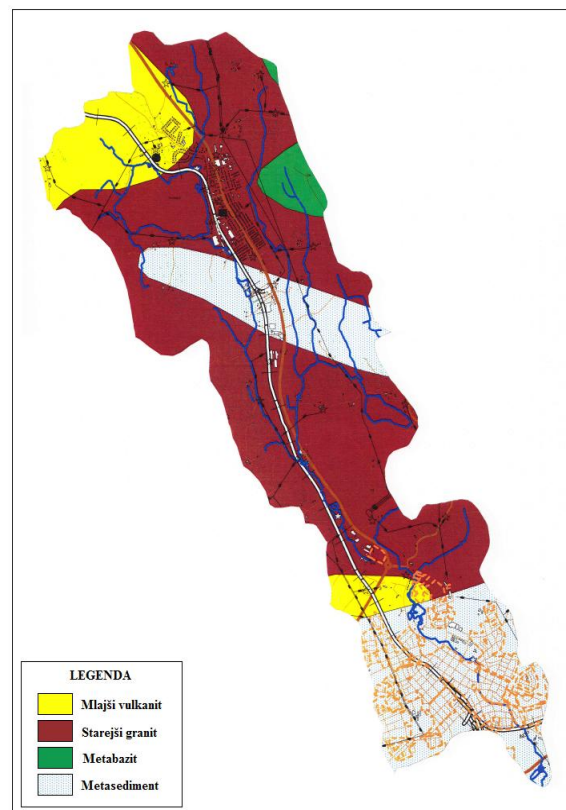 LEGENDA
Mlajši vulkanit
Starejši granit
Metabazit
Metasediment